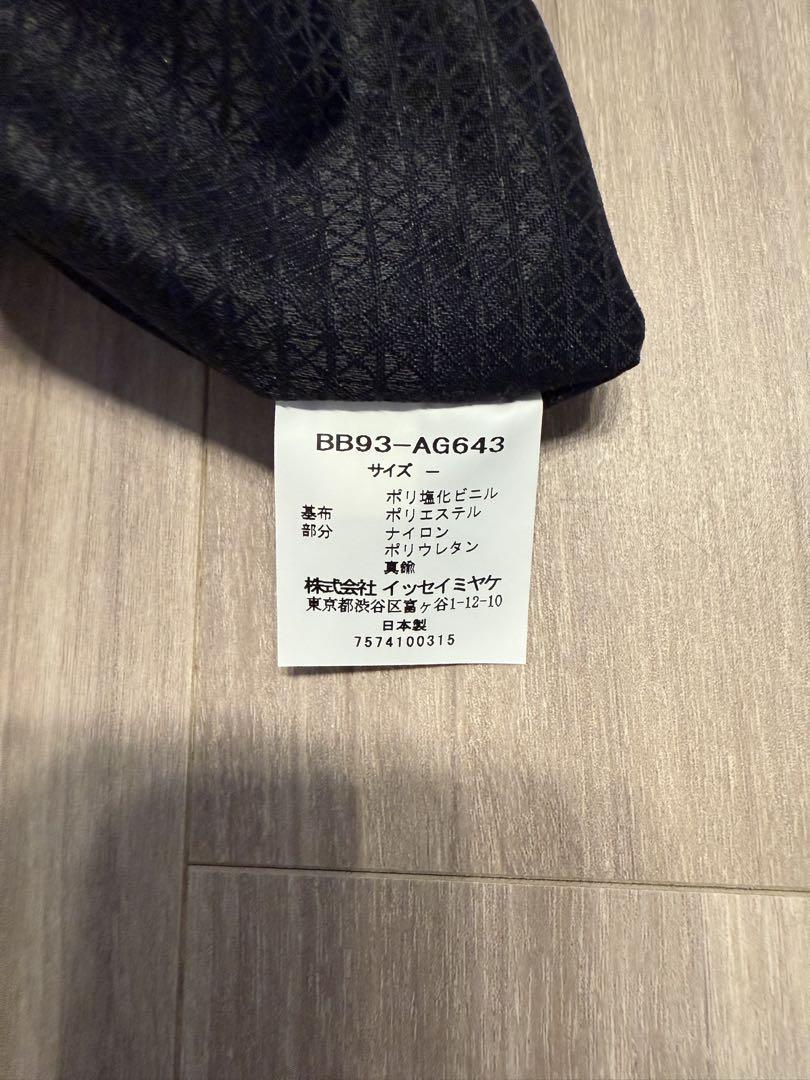 BB93-AG643
サイズ ー
ポリ塩化ビニル
基布 ポリエステル
部分 ナイロン
ポリウレタン
真鍮
株式会社 イッセイミヤケ
東京都渋谷区富ヶ谷1-12-10
日本製
7574100315